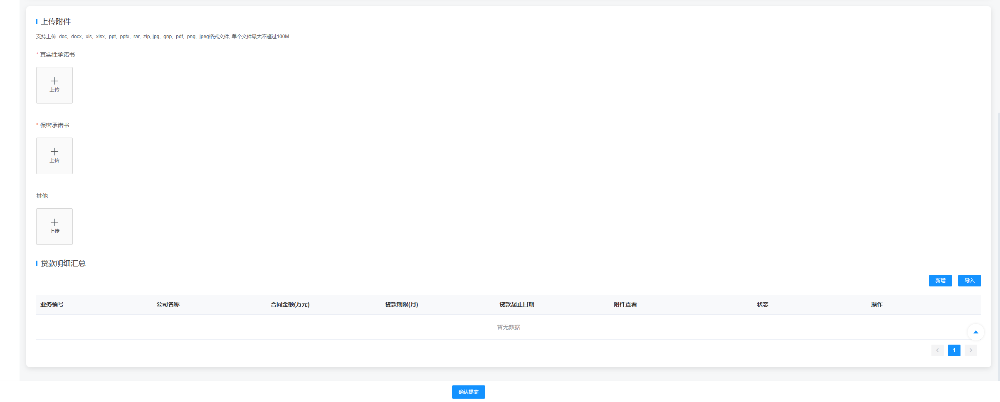 上传附件
支持上传 .doc, .docx, .xls, .xlsx, .ppt, .pptx, .rar, .zip,.jpg, .gnp, .pdf, .png, .jpeg格式文件, 单个文件最大不超过100M
* 真实性承诺书
上传
* 保密承诺书
上传
其他
上传
贷款明细汇总
新增 导入
业务编号 公司名称 合同金额(万元) 贷款期限(月) 贷款起止日期 附件查看 状态 操作
暂无数据
1
确认提交